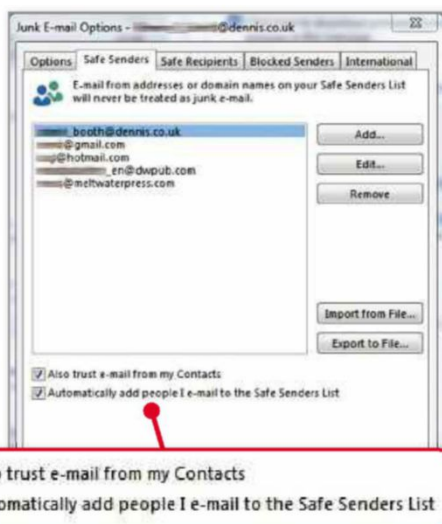 Junk E-mail Options - @dennis.co.uk
Options Safe Senders Safe Recipients Blocked Senders International
E-mail from addresses or domain names on your Safe Senders List
will never be treated as junk e-mail.
_booth@dennis.co.uk
@gmail.com
@hotmail.com
_en@dwpub.com
@meltwaterpress.com
Add...
Edit...
Remove
Import from File...
Export to File...
Also trust e-mail from my Contacts
Automatically add people I e-mail to the Safe Senders List
trust e-mail from my Contacts
omatically add people I e-mail to the Safe Senders List